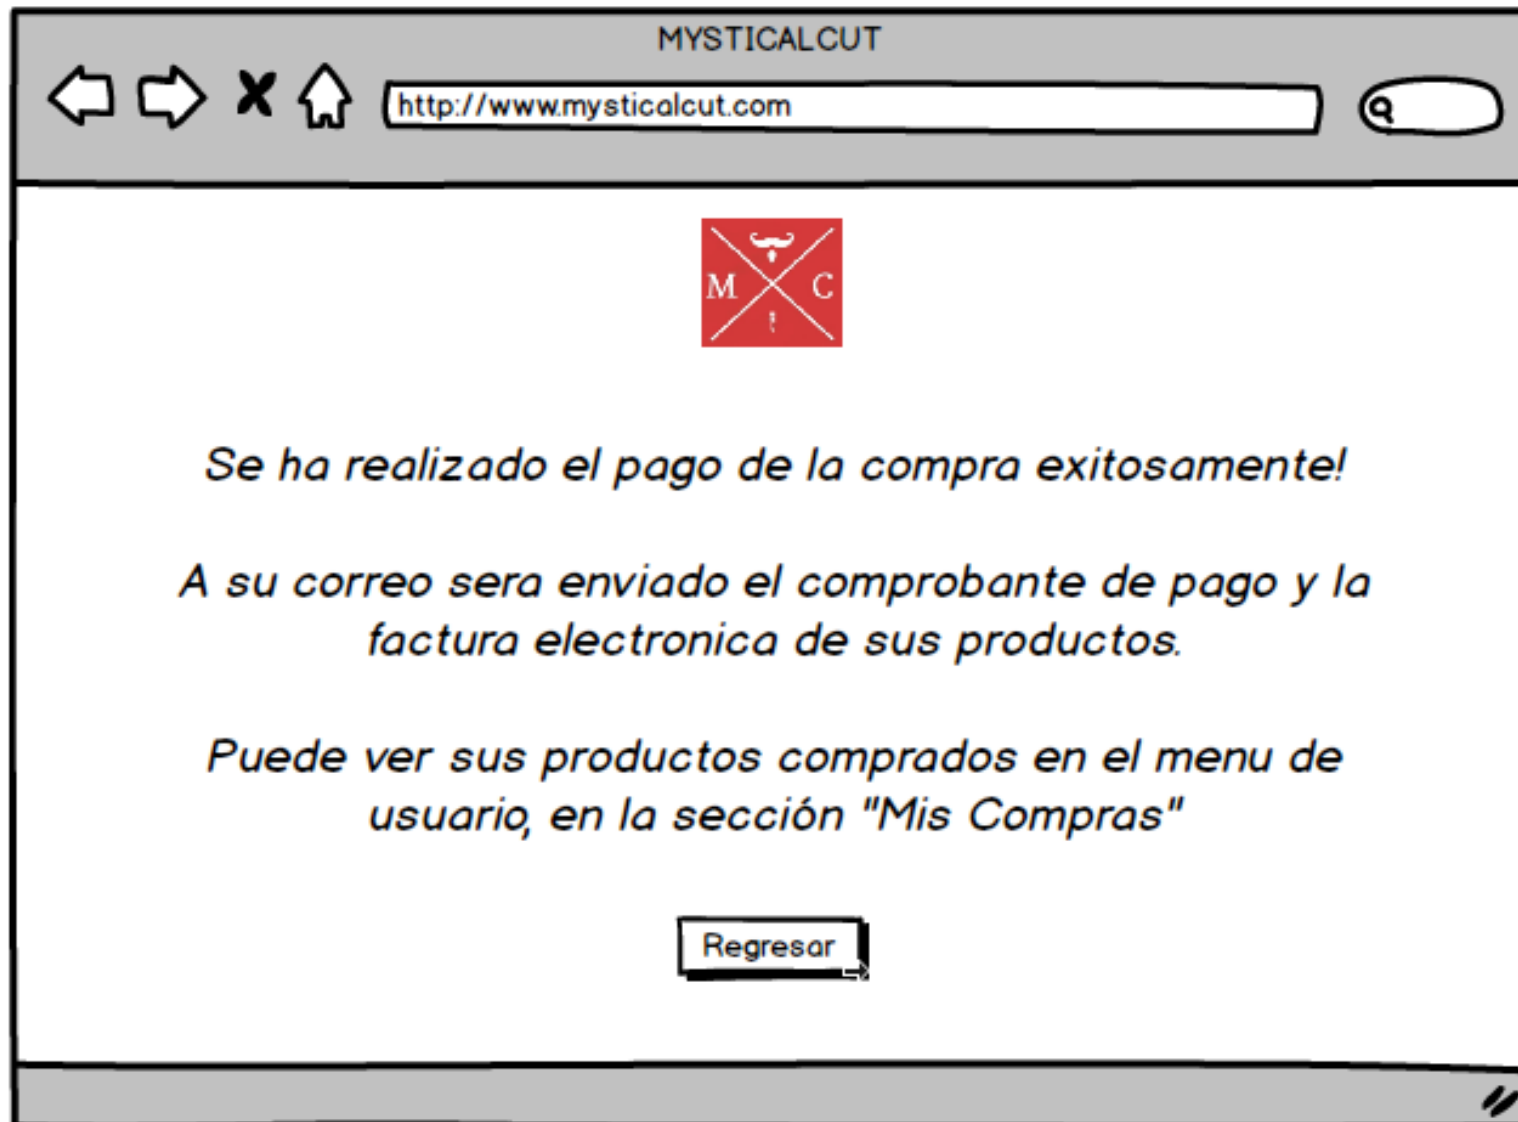 MYSTICALCUT
http://www.mysticalcut.com
M C
Se ha realizado el pago de la compra exitosamente!
A su correo sera enviado el comprobante de pago y la
factura electronica de sus productos.
Puede ver sus productos comprados en el menu de
usuario, en la sección "Mis Compras"
Regresar